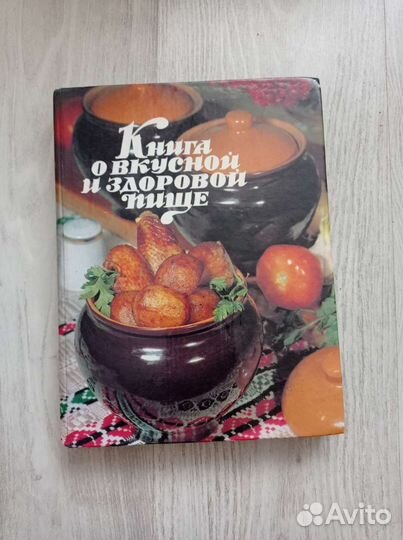 Книга
о вкусной
и здоровой
пище
Avito